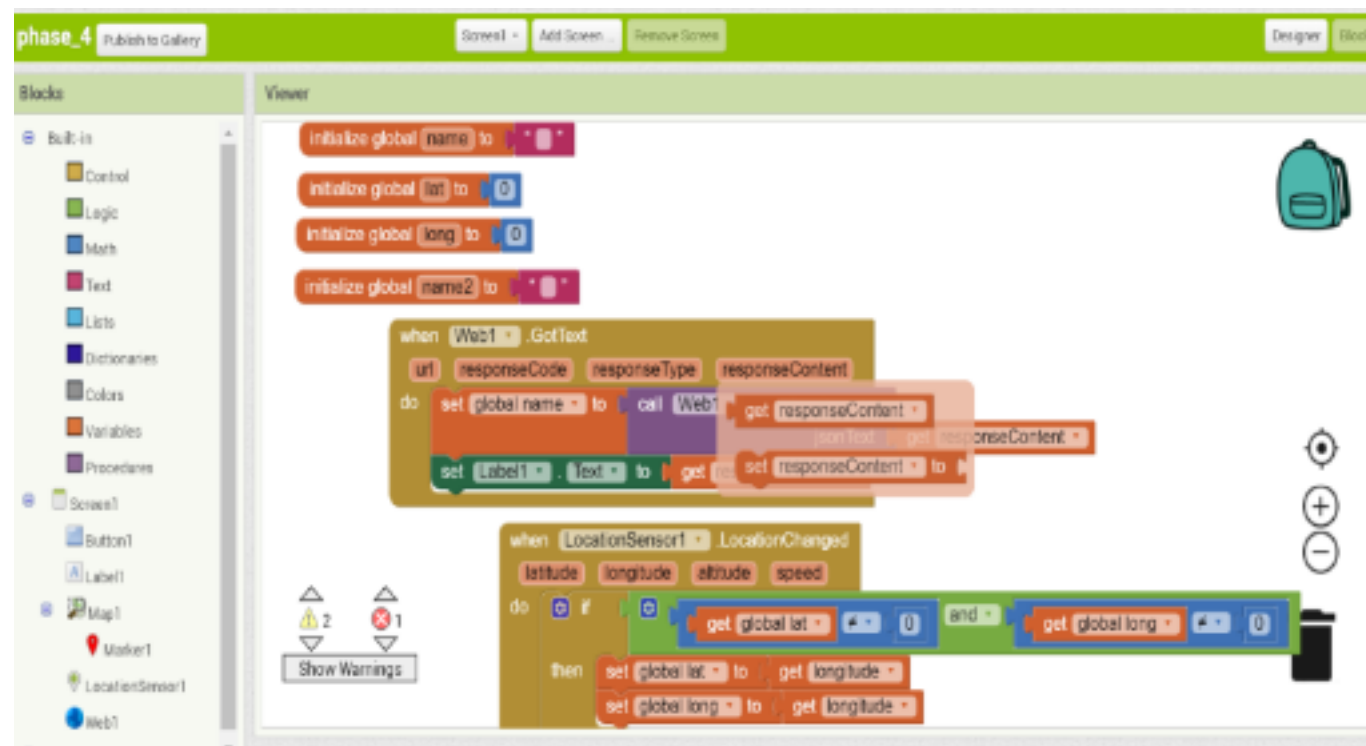 phase_4 Publish to Gallery Screen1 Add Screen ... Remove Screen Designer
Blocks Viewer
Built-in
Control
Logic
Math
Text
Lists
Dictionaries
Colors
Variables
Procedures
Screen1
Button1
Label1
Map1
Marker1
LocationSensor1
Web1
initialize global name to " "
initialize global lat to 0
initialize global long to 0
initialize global name2 to " "
when Web1 .GotText
url responseCode responseType responseContent
do set global name to call Web1
jsonText get responseContent
set Label1 . Text to get
get responseContent
set responseContent to
when LocationSensor1 .LocationChanged
latitude longitude altitude speed
do if get global lat ≠ 0 and get global long ≠ 0
then set global lat to get longitude
set global long to get longitude
2 1
Show Warnings